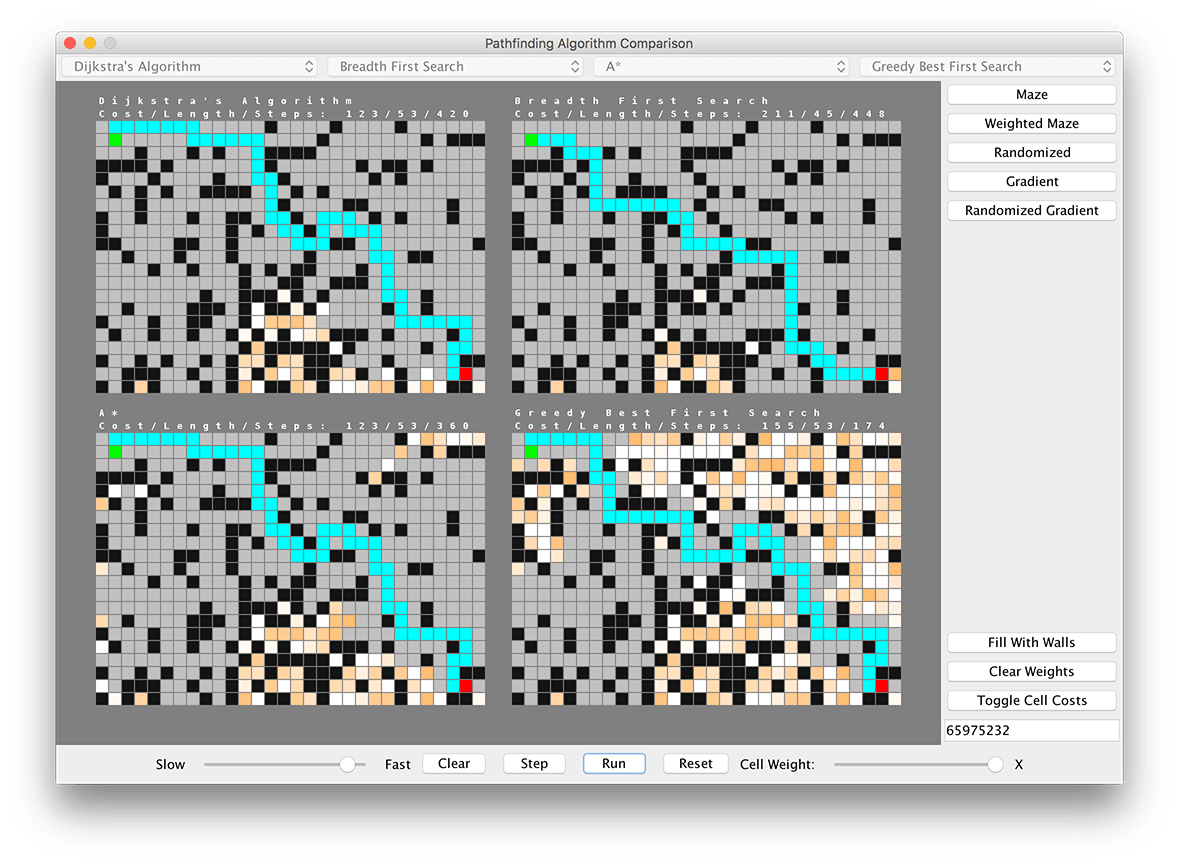 Pathfinding Algorithm Comparison
Dijkstra's Algorithm
Breadth First Search
A*
Greedy Best First Search
Dijkstra's Algorithm
Cost/Length/Steps: 123/53/420
Breadth First Search
Cost/Length/Steps: 211/45/448
A*
Cost/Length/Steps: 123/53/360
Greedy Best First Search
Cost/Length/Steps: 155/53/174
Maze
Weighted Maze
Randomized
Gradient
Randomized Gradient
Fill With Walls
Clear Weights
Toggle Cell Costs
65975232
Slow
Fast
Clear
Step
Run
Reset
Cell Weight:
X